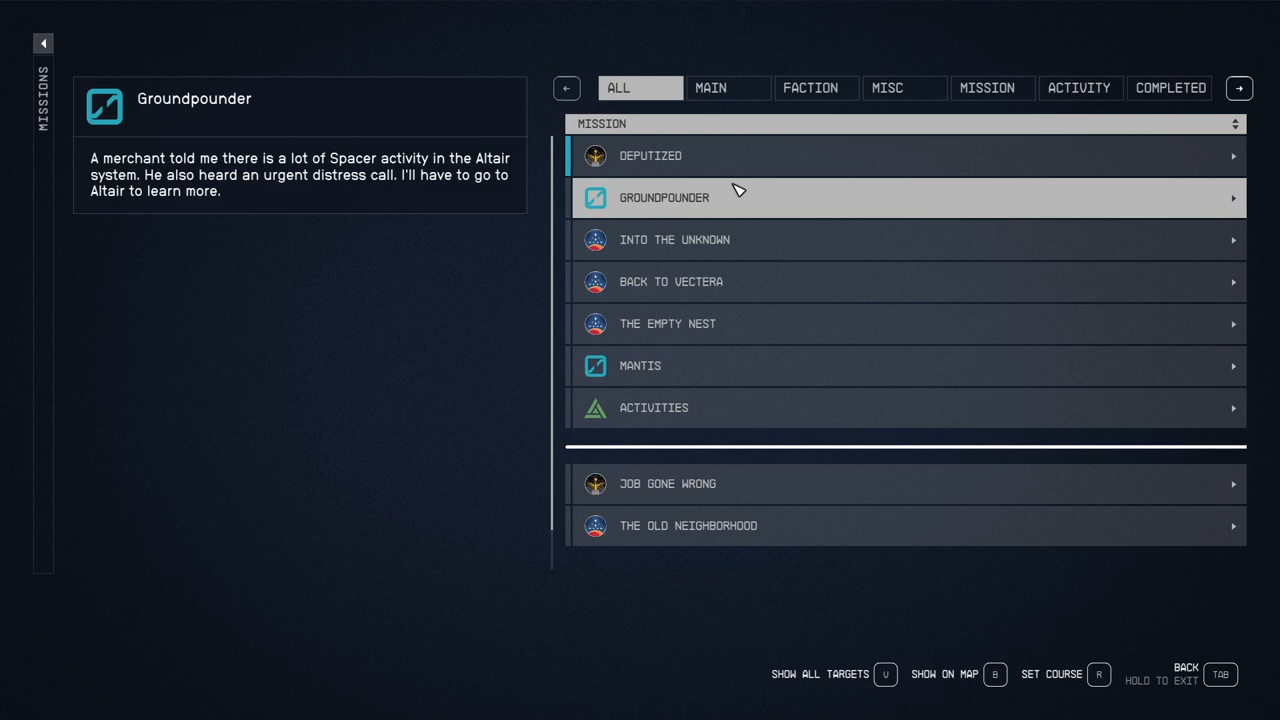 MISSIONS
Groundpounder
A merchant told me there is a lot of Spacer activity in the Altair
system. He also heard an urgent distress call. I'll have to go to
Altair to learn more.
ALL MAIN FACTION MISC MISSION ACTIVITY COMPLETED
MISSION
DEPUTIZED
GROUNDPOUNDER
INTO THE UNKNOWN
BACK TO VECTERA
THE EMPTY NEST
MANTIS
ACTIVITIES
JOB GONE WRONG
THE OLD NEIGHBORHOOD
SHOW ALL TARGETS V SHOW ON MAP B SET COURSE R BACK TAB
HOLD TO EXIT